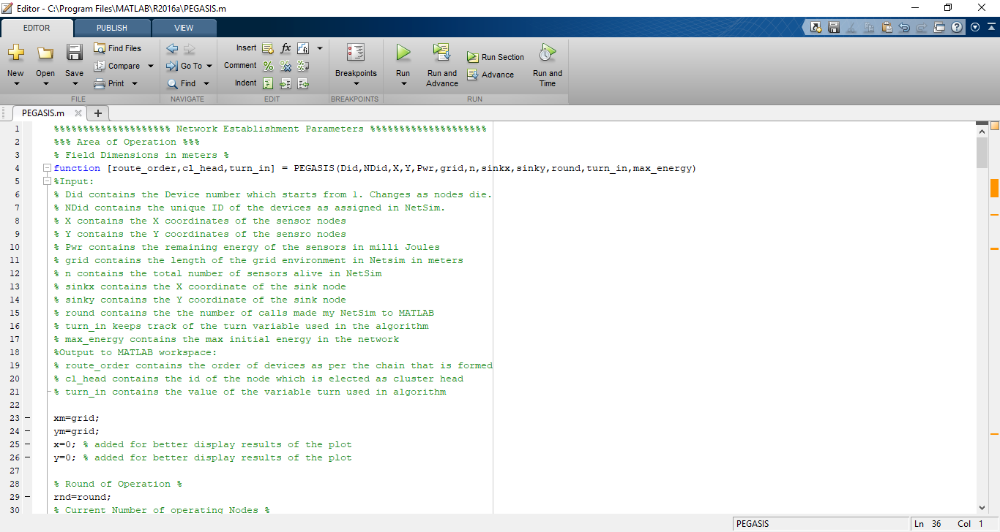 Editor - C:\Program Files\MATLAB\R2016a\PEGASIS.m
EDITOR PUBLISH VIEW
New
Open
Save
Find Files
Compare
Print
FILE
Go To
Find
NAVIGATE
Insert fx
Comment
Indent
EDIT
Breakpoints
BREAKPOINTS
Run
Run and Advance
Run Section
Advance
Run and Time
RUN
PEGASIS.m
1 %%%%%%%%%%%%%%%%%%%% Network Establishment Parameters %%%%%%%%%%%%%%%%%%%%
2 %%% Area of Operation %%%
3 % Field Dimensions in meters %
4 function [route_order,cl_head,turn_in] = PEGASIS(Did,NDid,X,Y,Pwr,grid,n,sinkx,sinky,round,turn_in,max_energy)
5 %Input:
6 % Did contains the Device number which starts from 1. Changes as nodes die.
7 % NDid contains the unique ID of the devices as assigned in NetSim.
8 % X contains the X coordinates of the sensor nodes
9 % Y contains the Y coordinates of the sensro nodes
10 % Pwr contains the remaining energy of the sensors in milli Joules
11 % grid contains the length of the grid environment in Netsim in meters
12 % n contains the total number of sensors alive in NetSim
13 % sinkx contains the X coordinate of the sink node
14 % sinky contains the Y coordinate of the sink node
15 % round contains the the number of calls made my NetSim to MATLAB
16 % turn_in keeps track of the turn variable used in the algorithm
17 % max_energy contains the max initial energy in the network
18 %Output to MATLAB workspace:
19 % route_order contains the order of devices as per the chain that is formed
20 % cl_head contains the id of the node which is elected as cluster head
21 % turn_in contains the value of the variable turn used in algorithm
22
23 xm=grid;
24 ym=grid;
25 x=0; % added for better display results of the plot
26 y=0; % added for better display results of the plot
27
28 % Round of Operation %
29 rnd=round;
30 % Current Number of operating Nodes %
PEGASIS
Ln 36 Col 1